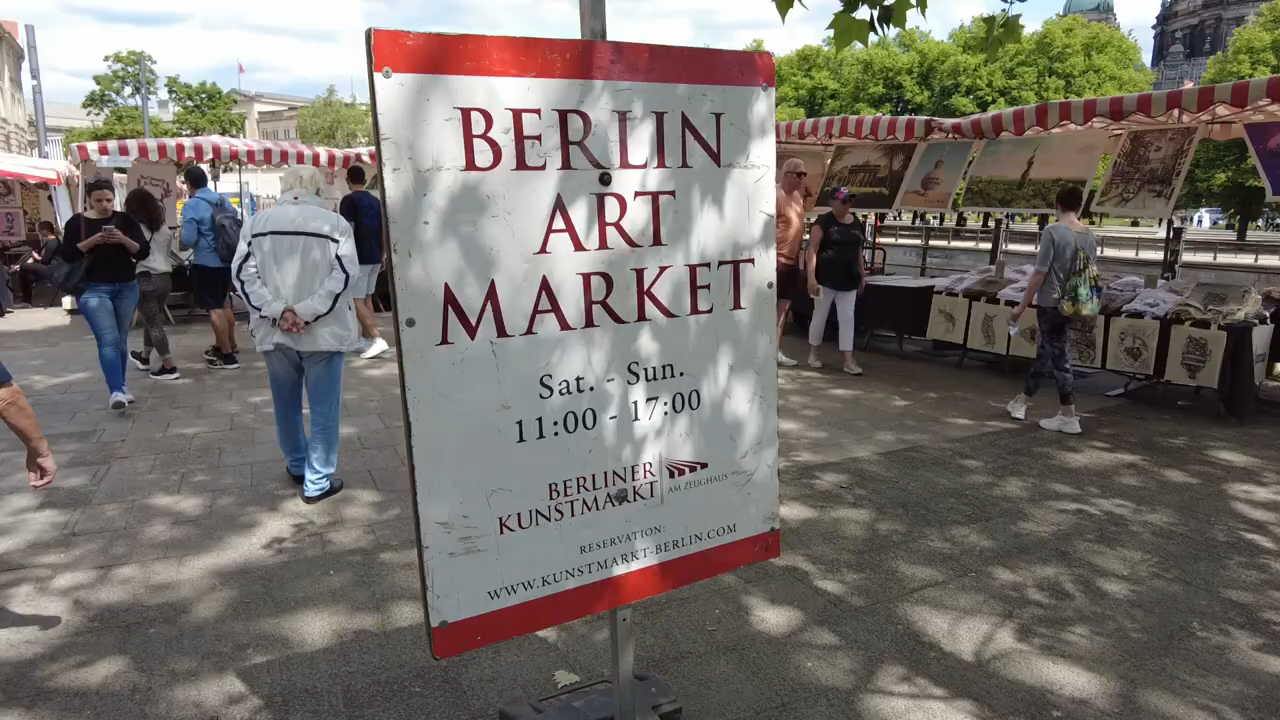 BERLIN
ART
MARKET
Sat. - Sun.
11:00 - 17:00
BERLINER
KUNSTMARKT
AM ZEUGHAUS
RESERVATION:
WWW.KUNSTMARKT-BERLIN.COM